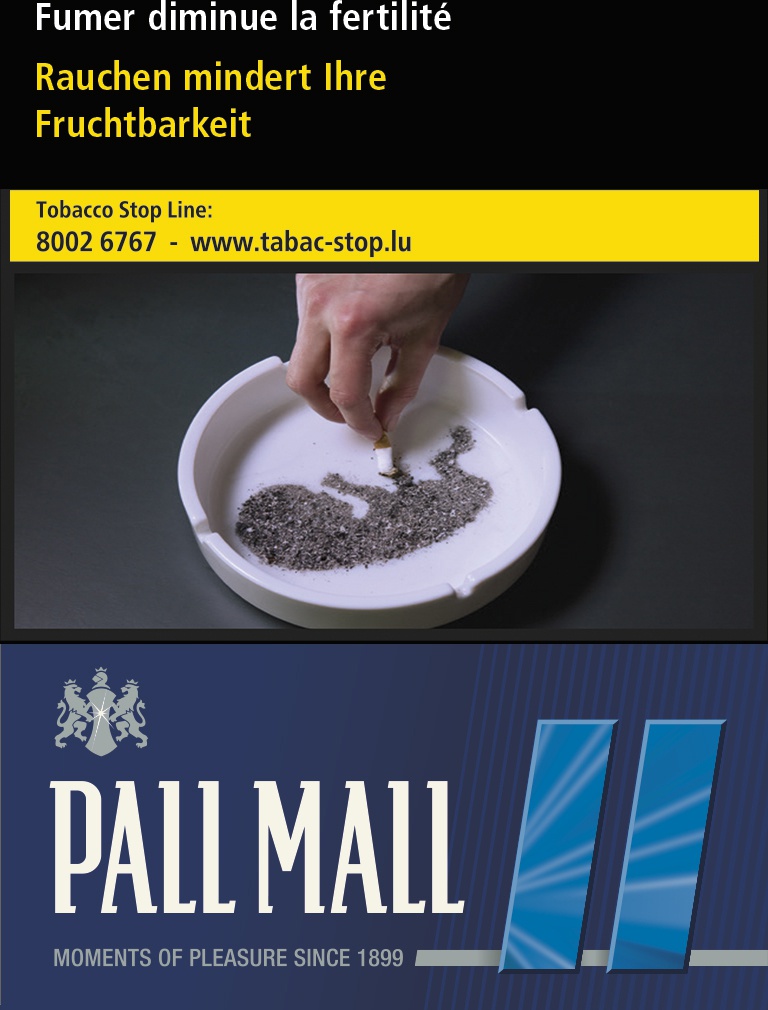 Fumer diminue la fertilité
Rauchen mindert Ihre
Fruchtbarkeit
Tobacco Stop Line:
8002 6767 - www.tabac-stop.lu
PALL MALL
MOMENTS OF PLEASURE SINCE 1899